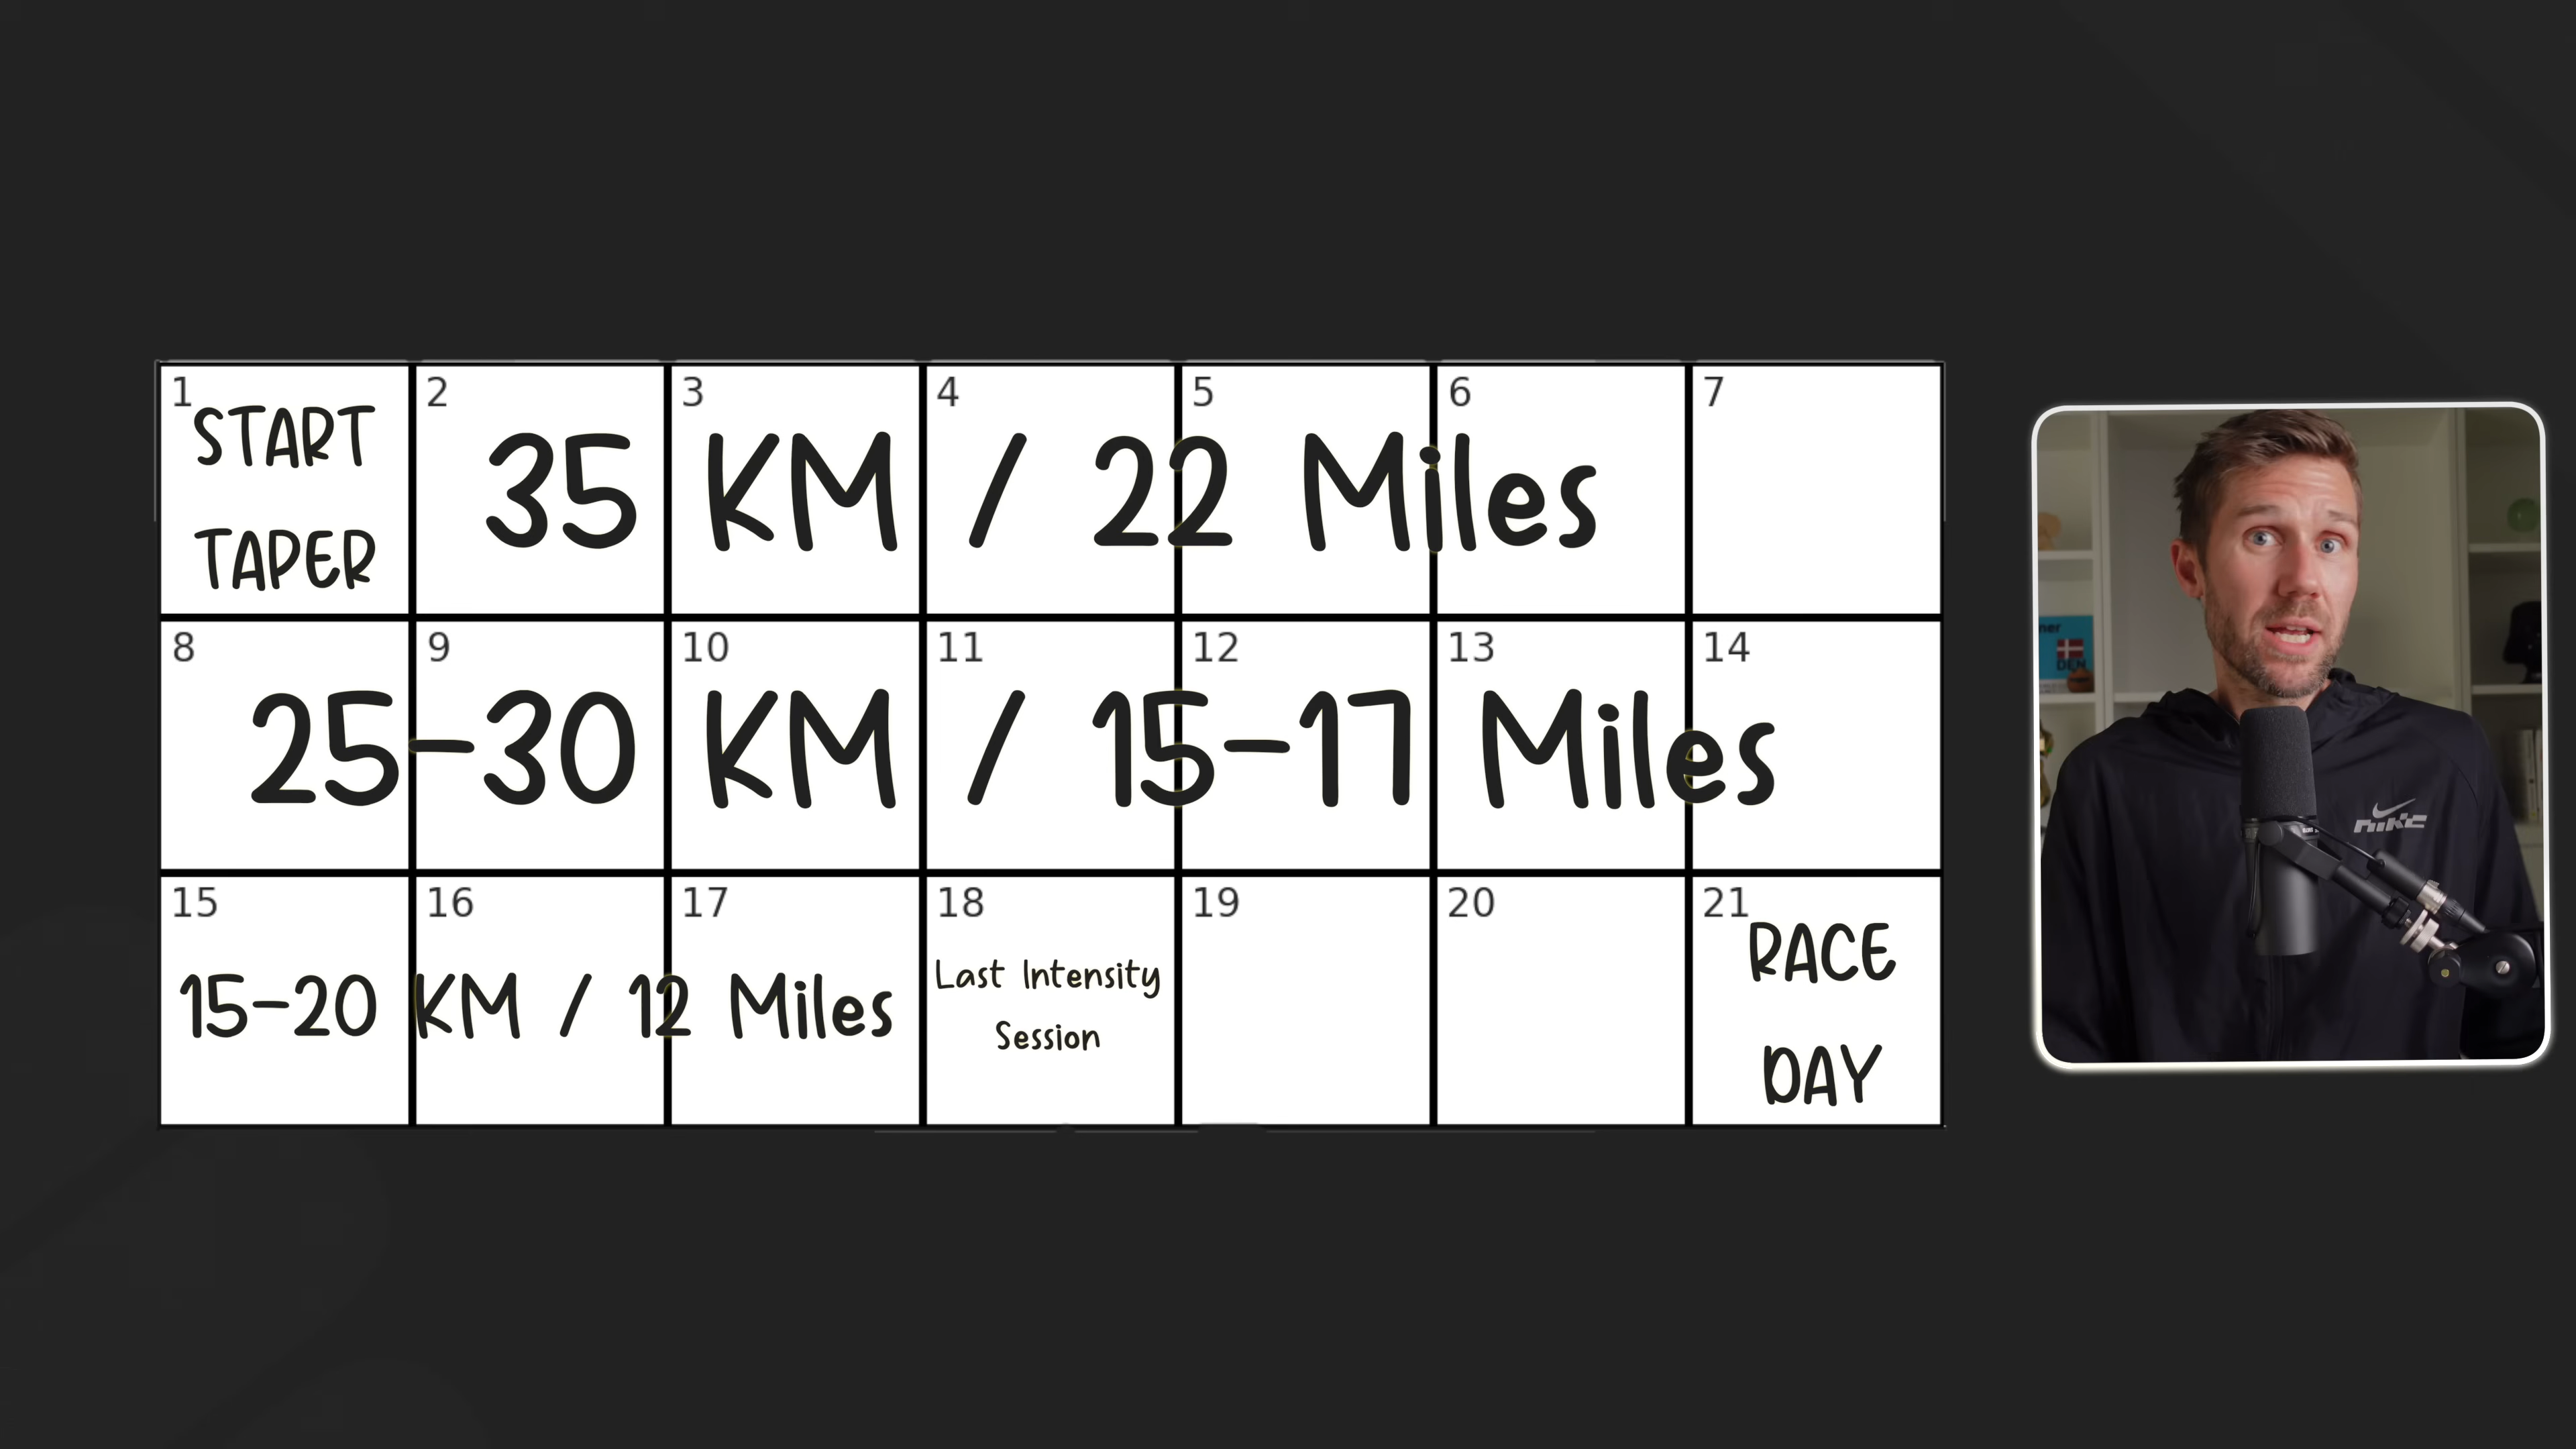 1 2 3 4 5 6 7
START
TAPER
35 KM / 22 Miles
8 9 10 11 12 13 14
25-30 KM / 15-17 Miles
15 16 17 18 19 20 21
15-20 KM / 12 Miles
Last Intensity
Session
RACE
DAY
NIKE
DEN